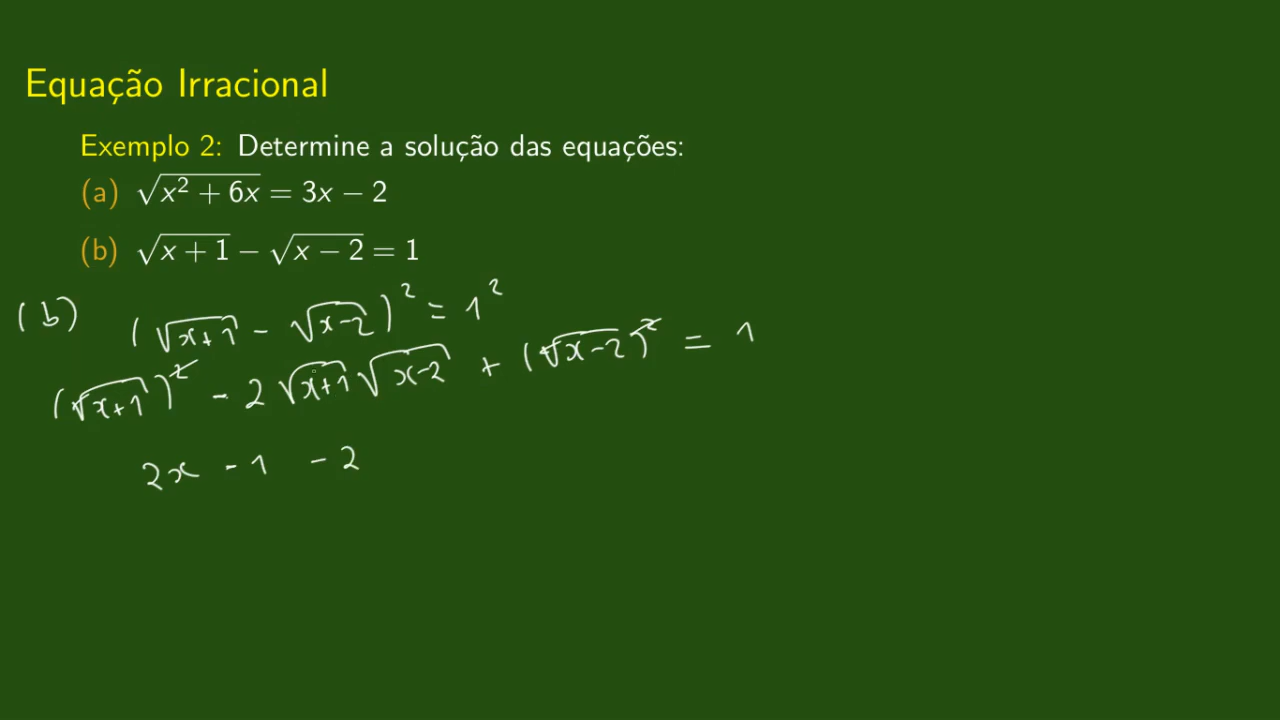 Equação Irracional
Exemplo 2: Determine a solução das equações:
(a) √(x² + 6x) = 3x − 2
(b) √(x + 1) − √(x − 2) = 1
(b) (√(x+1) − √(x−2))² = 1²
(√(x+1))² − 2√(x+1)√(x−2) + (√(x−2))² = 1
2x − 1 − 2